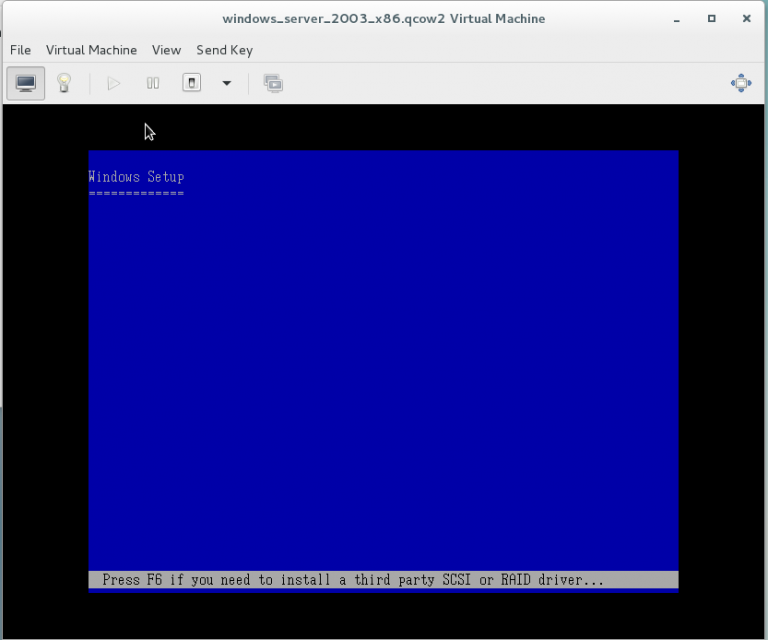 windows_server_2003_x86.qcow2 Virtual Machine
File Virtual Machine View Send Key
Windows Setup
=============
Press F6 if you need to install a third party SCSI or RAID driver...